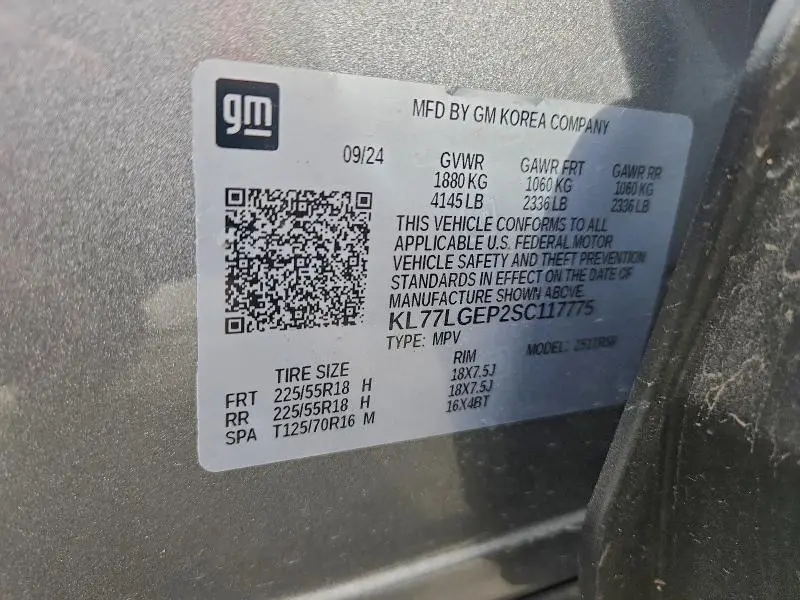 gm
MFD BY GM KOREA COMPANY
09/24
GVWR GAWR FRT GAWR RR
1880 KG 1060 KG 1060 KG
4145 LB 2336 LB 2336 LB
THIS VEHICLE CONFORMS TO ALL
APPLICABLE U.S. FEDERAL MOTOR
VEHICLE SAFETY AND THEFT PREVENTION
STANDARDS IN EFFECT ON THE DATE OF
MANUFACTURE SHOWN ABOVE.
KL77LGEP2SC117775
TYPE: MPV MODEL:
TIRE SIZE RIM
FRT 225/55R18 H 18X7.5J
RR 225/55R18 H 18X7.5J
SPA T125/70R16 M 16X4BT